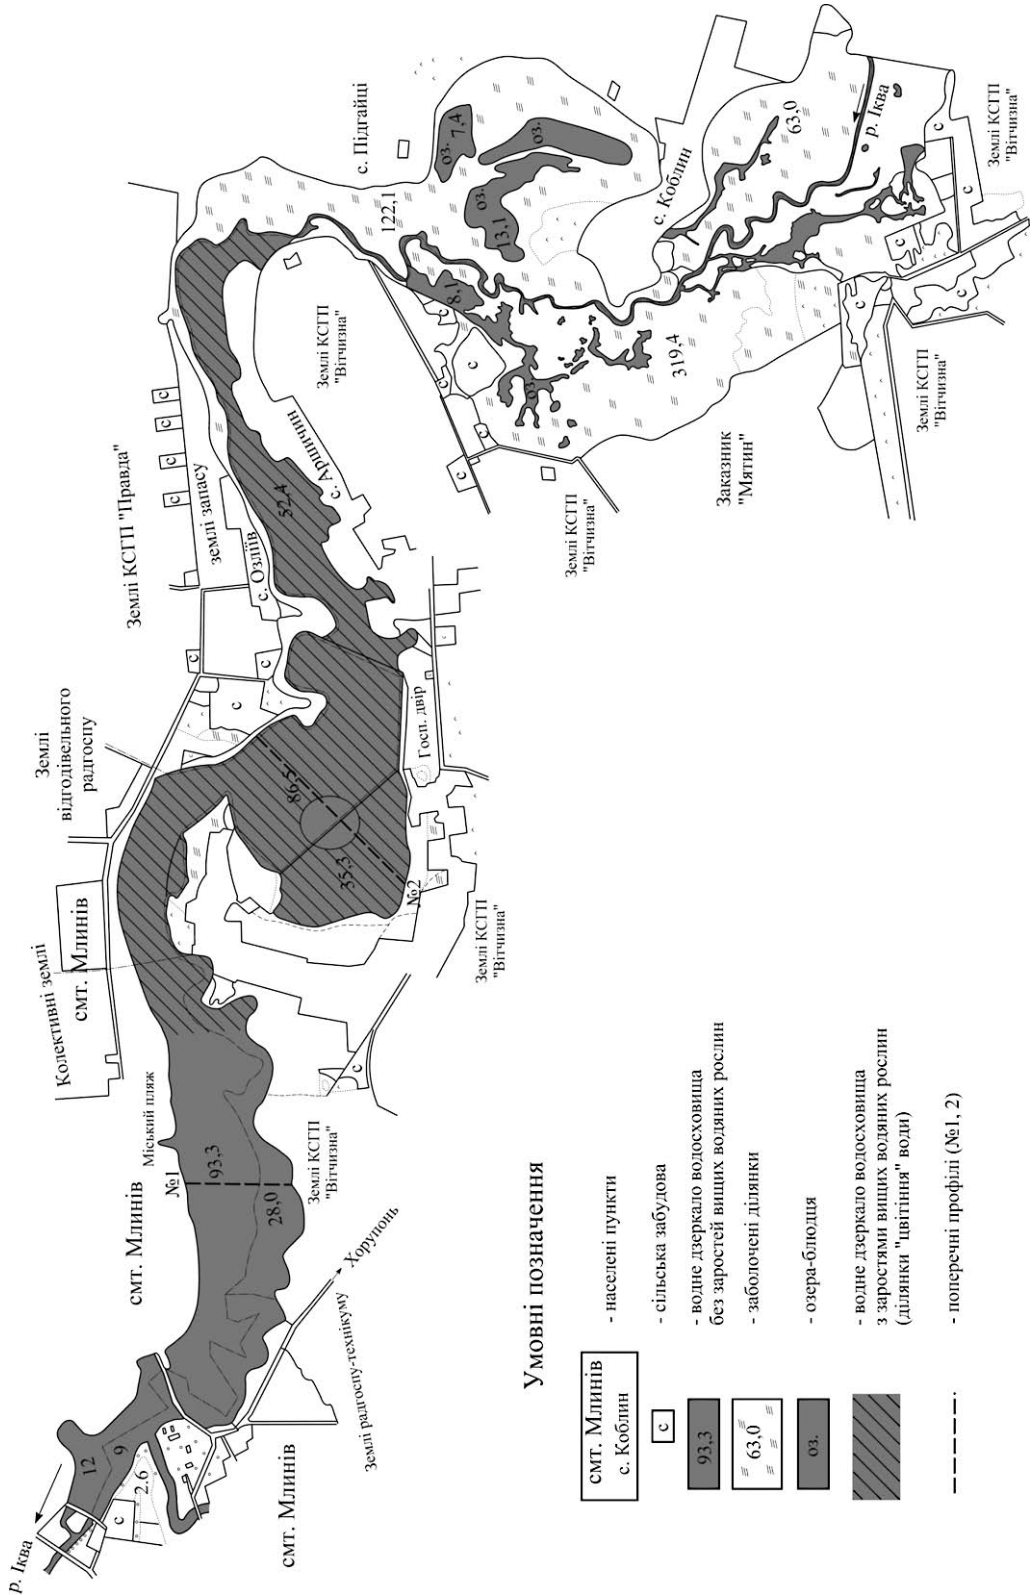 р. Іква
12
9
2.6
с
смт. Млинів
Землі радгоспу-технікуму
Хорупонь
смт. Млинів
№1
93,3
28,0
Міський пляж
Землі КСГП
"Вітчизна"
с
Колективні землі
смт. Млинів
Землі
відгодівельного
радгоспу
Землі КСГП "Правда"
землі запасу
с. Озліїв
с
с
с
с
с
с
с
86,5
35,3
№2
Госп. двір
с
Землі КСГП
"Вітчизна"
52,4
с. Аршичин
Землі КСГП
"Вітчизна"
с. Підгайці
122,1
оз.
7,4
оз.
оз.
13,1
8,1
с
с
с
с
с
оз.
319,4
Землі КСГП
"Вітчизна"
Заказник
"Мятин"
с. Коблин
63,0
р. Іква
с
с
с
с
с
Землі КСГП
"Вітчизна"
Землі КСГП
"Вітчизна"
Умовні позначення
смт. Млинів
с. Коблин
- населені пункти
с
- сільська забудова
93,3
- водне дзеркало водосховища
без заростей вищих водяних рослин
63,0
- заболочені ділянки
оз.
- озера-блюдця
- водне дзеркало водосховища
з заростями вищих водяних рослин
(ділянки "цвітіння" води)
- поперечні профілі (№1, 2)